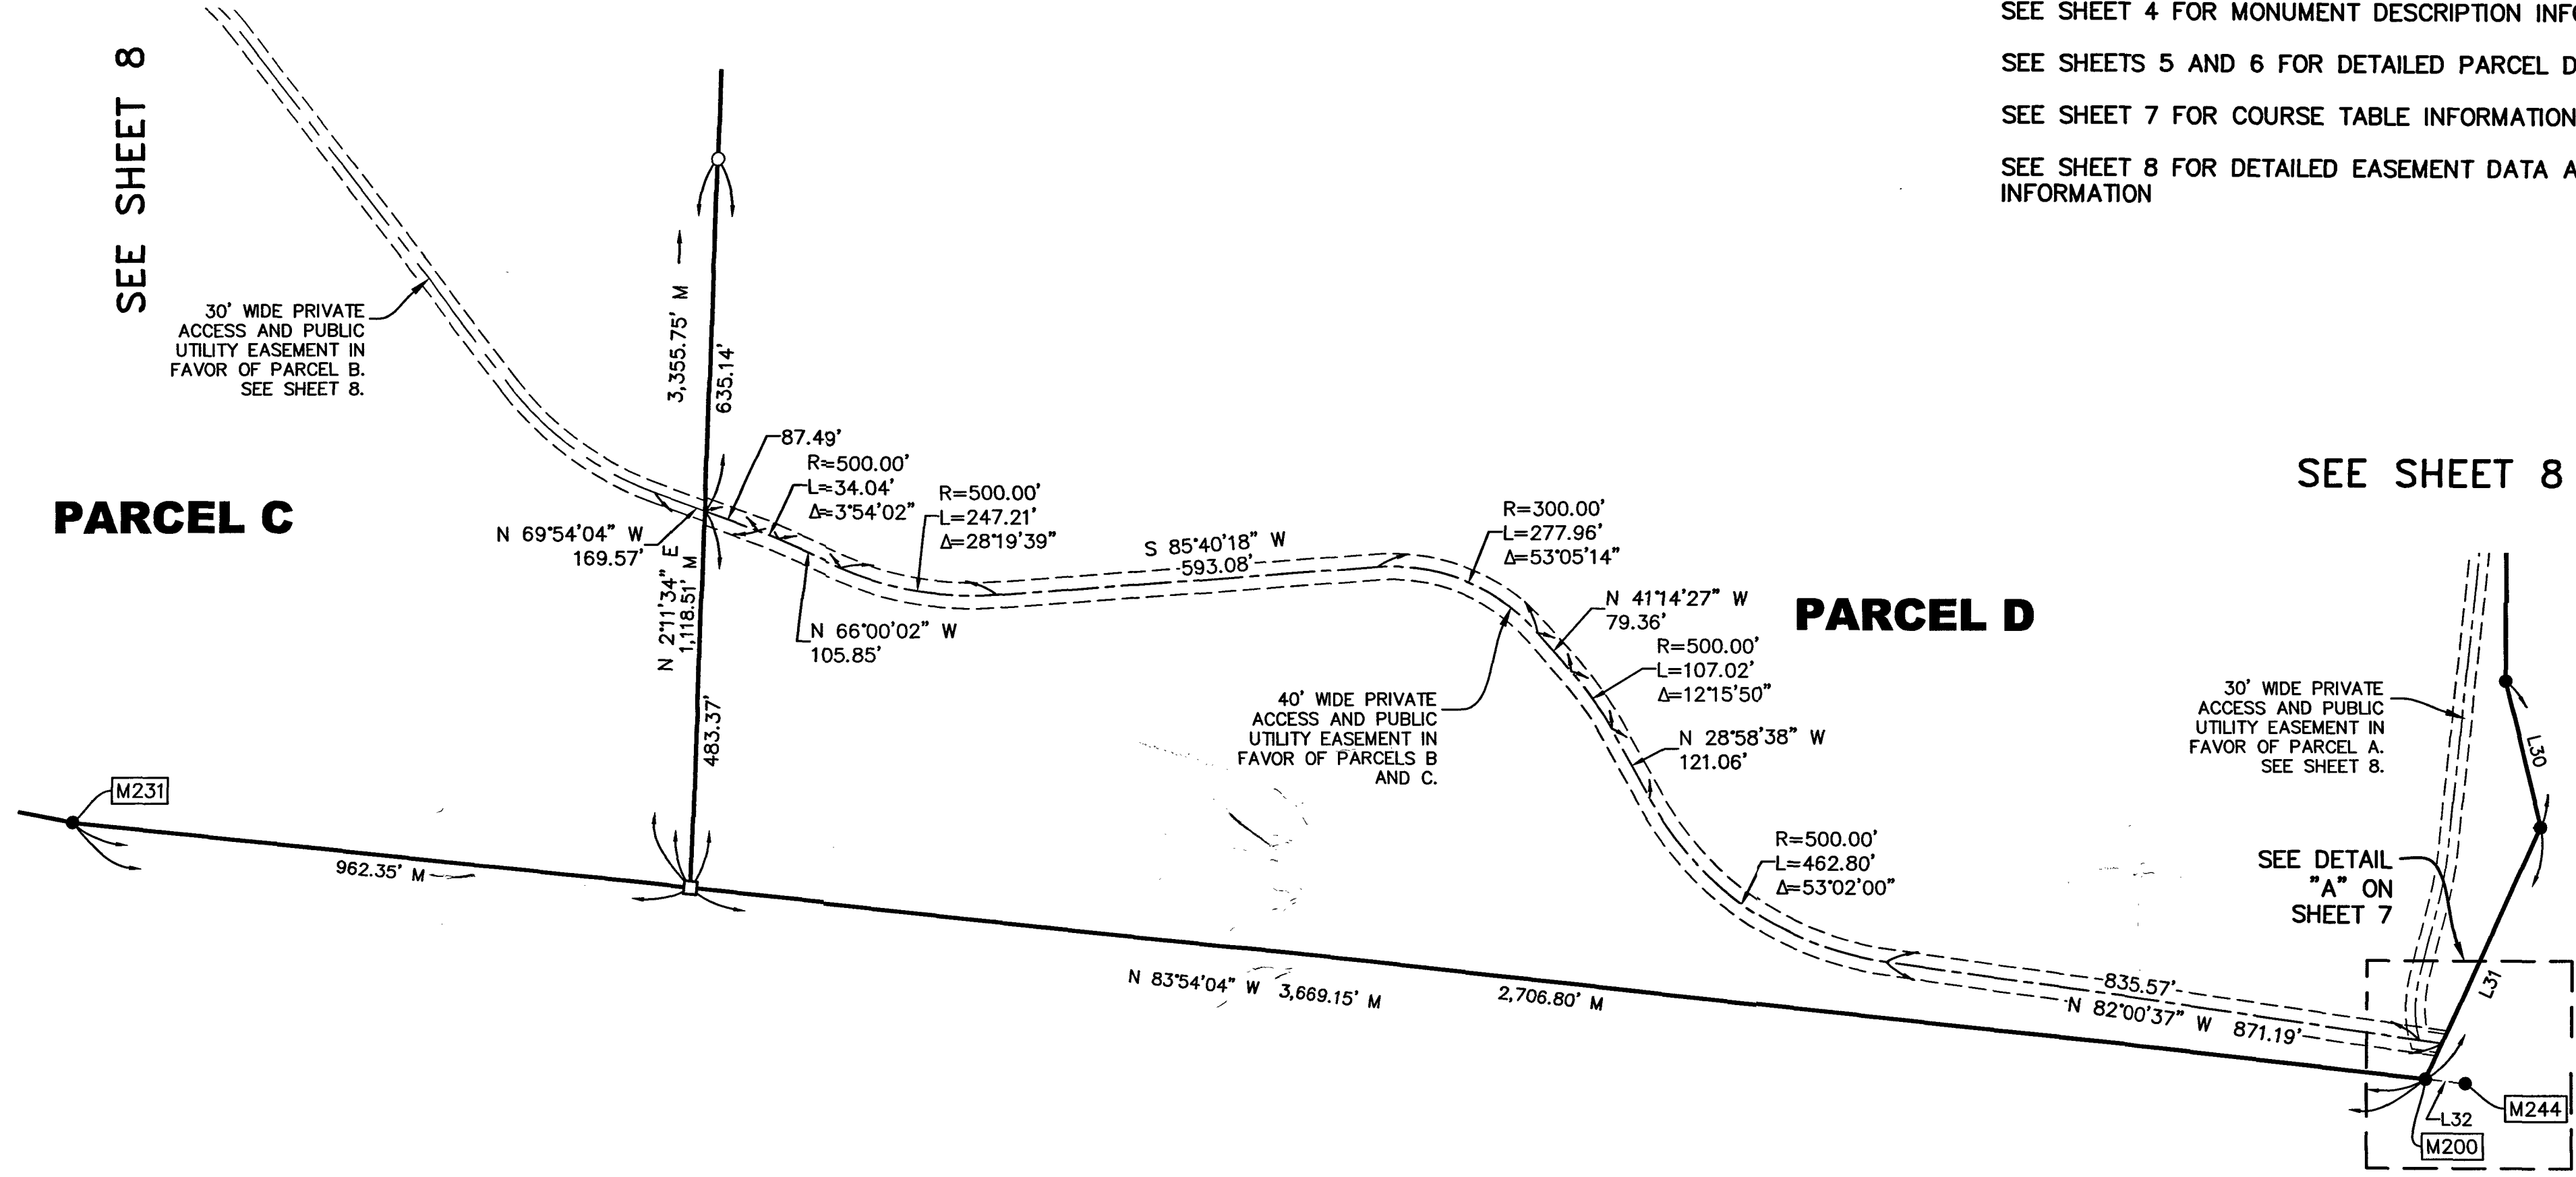 SEE SHEET 4 FOR MONUMENT DESCRIPTION
SEE SHEETS 5 AND 6 FOR DETAILED PARCEL
SEE SHEET 7 FOR COURSE TABLE INFORMATION
SEE SHEET 8 FOR DETAILED EASEMENT DATA
INFORMATION
SEE SHEET 8
30' WIDE PRIVATE
ACCESS AND PUBLIC
UTILITY EASEMENT IN
FAVOR OF PARCEL B.
SEE SHEET 8.
3,355.75' M
635.14'
87.49'
R=500.00'
L=34.04'
Δ=3°54'02"
R=500.00'
L=247.21'
Δ=28°19'39"
PARCEL C
N 69°54'04" W
169.57'
N 2°11'34" E
1,118.51' M
483.37'
N 66°00'02" W
105.85'
S 85°40'18" W
593.08'
R=300.00'
L=277.96'
Δ=53°05'14"
N 41°14'27" W
79.36'
R=500.00'
L=107.02'
Δ=12°15'50"
N 28°58'38" W
121.06'
PARCEL D
40' WIDE PRIVATE
ACCESS AND PUBLIC
UTILITY EASEMENT IN
FAVOR OF PARCELS B
AND C.
R=500.00'
L=462.80'
Δ=53°02'00"
SEE SHEET 8
30' WIDE PRIVATE
ACCESS AND PUBLIC
UTILITY EASEMENT IN
FAVOR OF PARCEL A.
SEE SHEET 8.
L30
SEE DETAIL
"A" ON
SHEET 7
L31
M231
962.35' M
N 83°54'04" W 3,669.15' M
2,706.80' M
835.57'
N 82°00'37" W 871.19'
L32
M244
M200